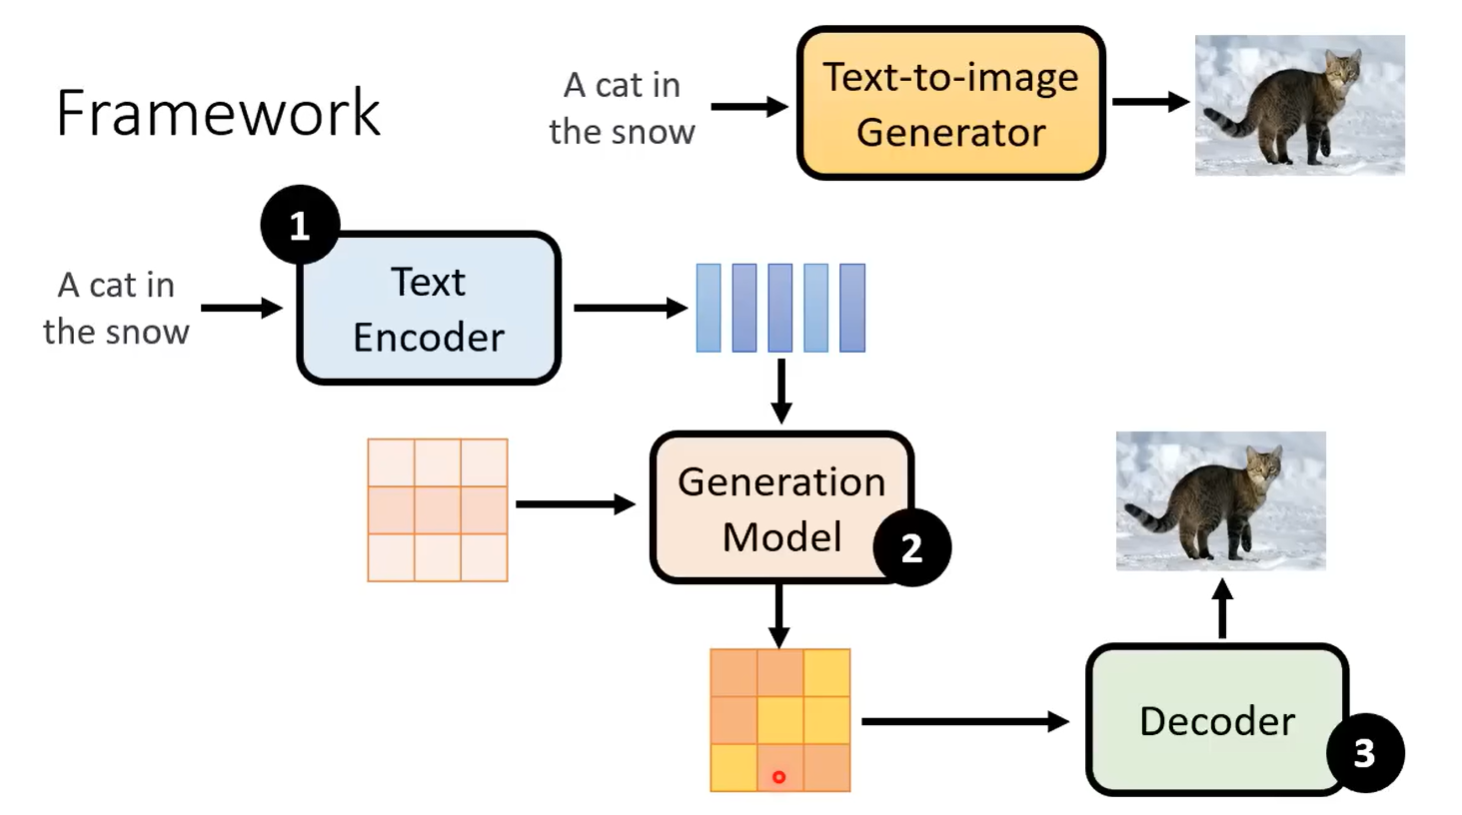 Framework
A cat in
the snow
Text-to-image
Generator
1
A cat in
the snow
Text
Encoder
Generation
Model
2
Decoder
3